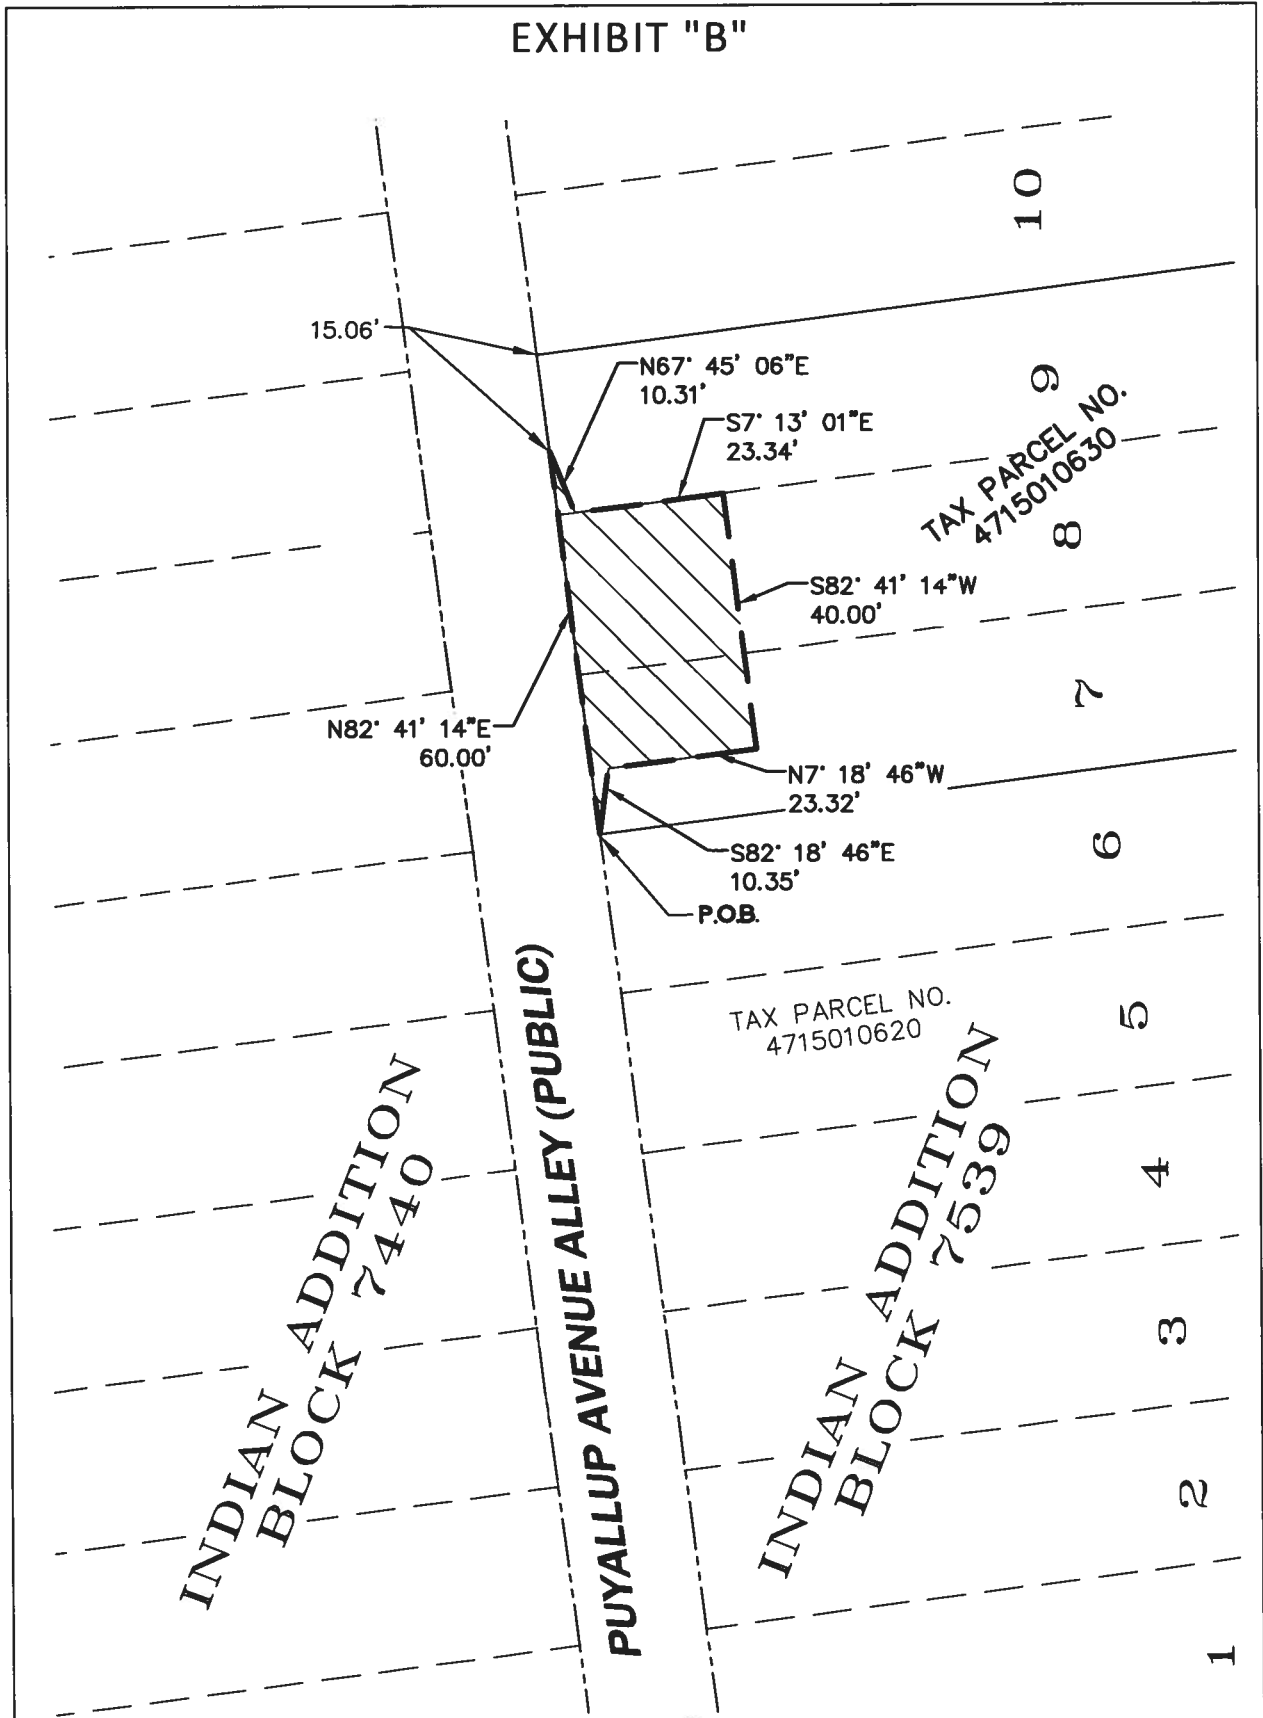 EXHIBIT "B"
10
15.06'
N67° 45' 06"E
10.31'
9
S7° 13' 01"E
23.34'
TAX PARCEL NO.
4715010630
8
S82° 41' 14"W
40.00'
7
N82° 41' 14"E
60.00'
N7° 18' 46"W
23.32'
6
S82° 18' 46"E
10.35'
P.O.B.
PUYALLUP AVENUE ALLEY (PUBLIC)
TAX PARCEL NO.
4715010620
5
INDIAN ADDITION
BLOCK 7440
INDIAN ADDITION
BLOCK 7539
4
3
2
1